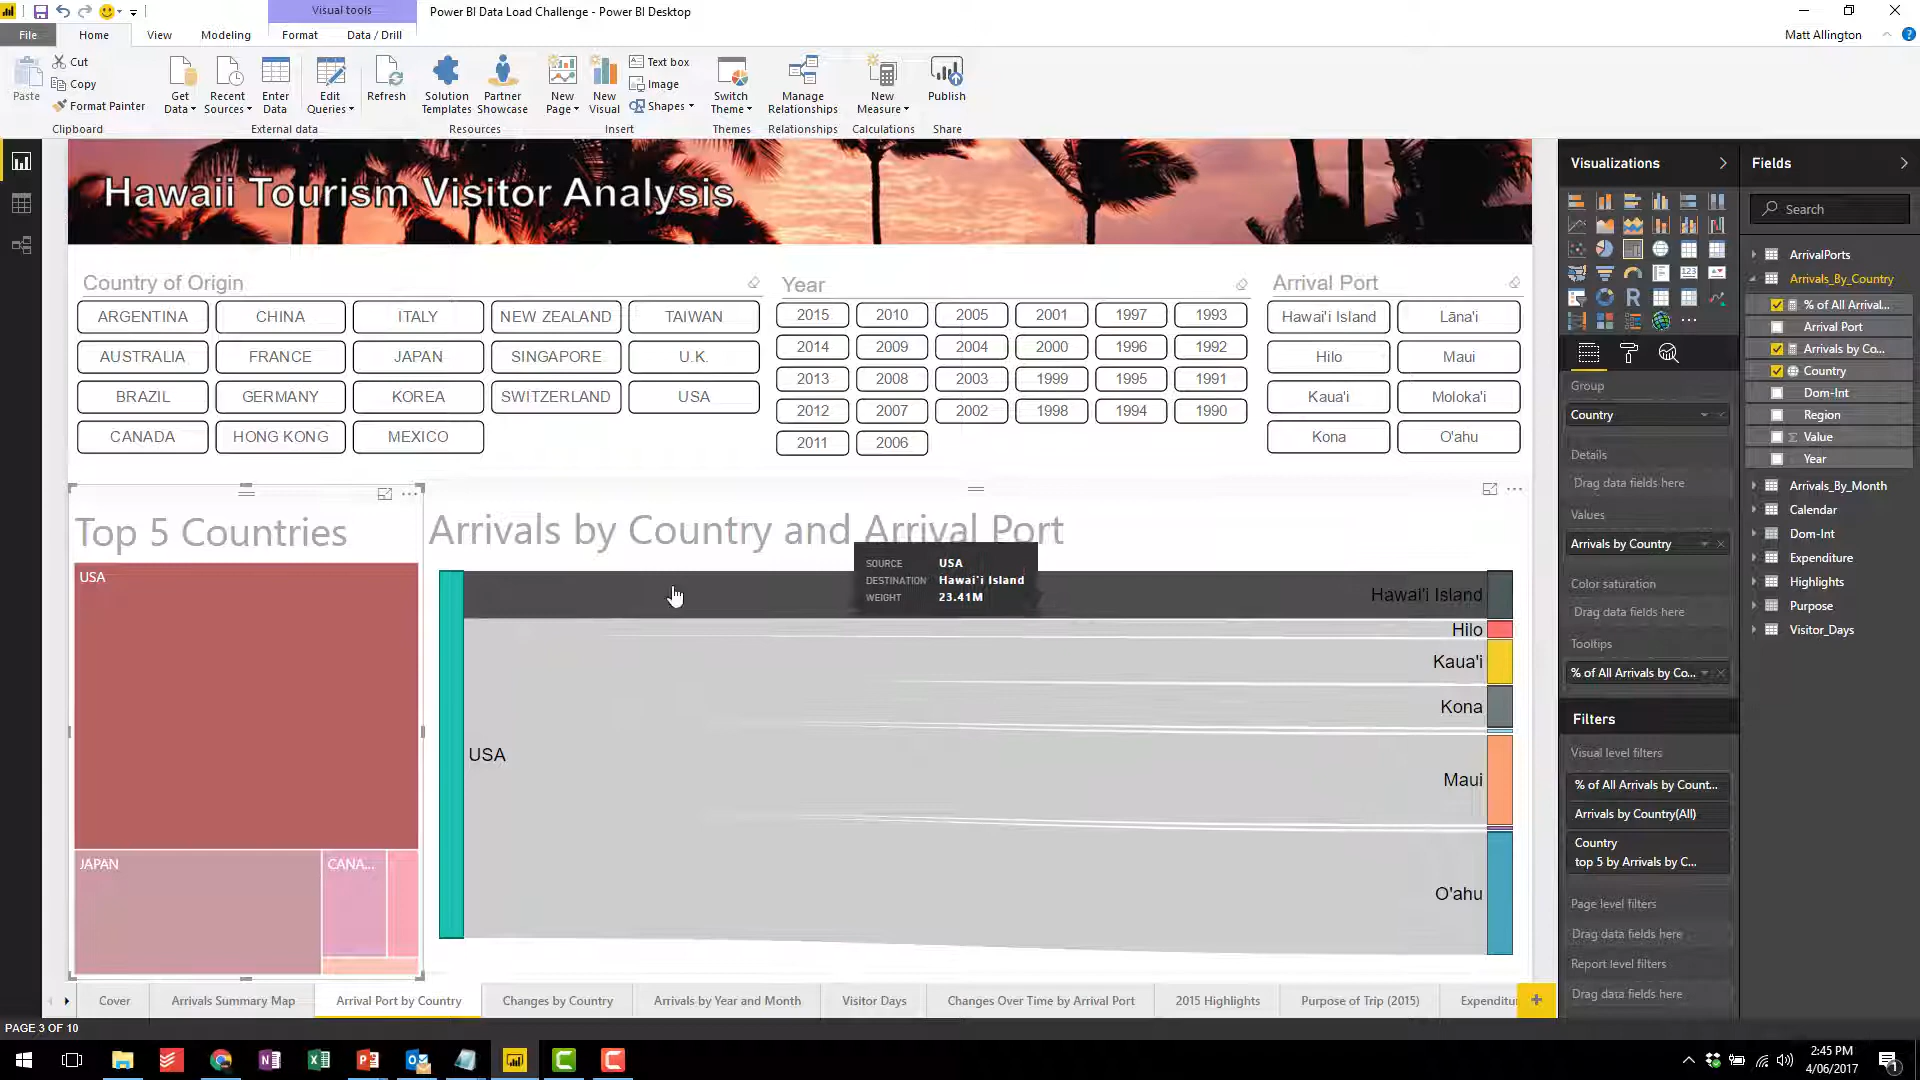 Visual tools
Power BI Data Load Challenge - Power BI Desktop
File
Home
View
Modeling
Format
Data / Drill
Matt Allington
Paste
Cut
Copy
Format Painter
Clipboard
Get Data
Recent Sources
Enter Data
External data
Edit Queries
Refresh
Solution Templates
Partner Showcase
Resources
New Page
New Visual
Text box
Image
Shapes
Insert
Switch Theme
Themes
Manage Relationships
Relationships
New Measure
Calculations
Publish
Share
Hawaii Tourism Visitor Analysis
Country of Origin
ARGENTINA CHINA ITALY NEW ZEALAND TAIWAN
AUSTRALIA FRANCE JAPAN SINGAPORE U.K.
BRAZIL GERMANY KOREA SWITZERLAND USA
CANADA HONG KONG MEXICO
Year
2015 2010 2005 2001 1997 1993
2014 2009 2004 2000 1996 1992
2013 2008 2003 1999 1995 1991
2012 2007 2002 1998 1994 1990
2011 2006
Arrival Port
Hawai'i Island Lāna'i
Hilo Maui
Kaua'i Moloka'i
Kona O'ahu
Top 5 Countries
USA
JAPAN
CANA...
Arrivals by Country and Arrival Port
SOURCE USA
DESTINATION Hawai'i Island
WEIGHT 23.41M
USA
Hawai'i Island
Hilo
Kaua'i
Kona
Maui
O'ahu
Visualizations
Group
Country
Details
Drag data fields here
Values
Arrivals by Country
Color saturation
Drag data fields here
Tooltips
% of All Arrivals by Co...
Filters
Visual level filters
% of All Arrivals by Count...
Arrivals by Country(All)
Country
top 5 by Arrivals by C...
Page level filters
Drag data fields here
Report level filters
Drag data fields here
Fields
Search
ArrivalPorts
Arrivals_By_Country
% of All Arrival...
Arrival Port
Arrivals by Co...
Country
Dom-Int
Region
Value
Year
Arrivals_By_Month
Calendar
Dom-Int
Expenditure
Highlights
Purpose
Visitor_Days
Cover
Arrivals Summary Map
Arrival Port by Country
Changes by Country
Arrivals by Year and Month
Visitor Days
Changes Over Time by Arrival Port
2015 Highlights
Purpose of Trip (2015)
Expenditu
PAGE 3 OF 10
2:45 PM
4/06/2017
1